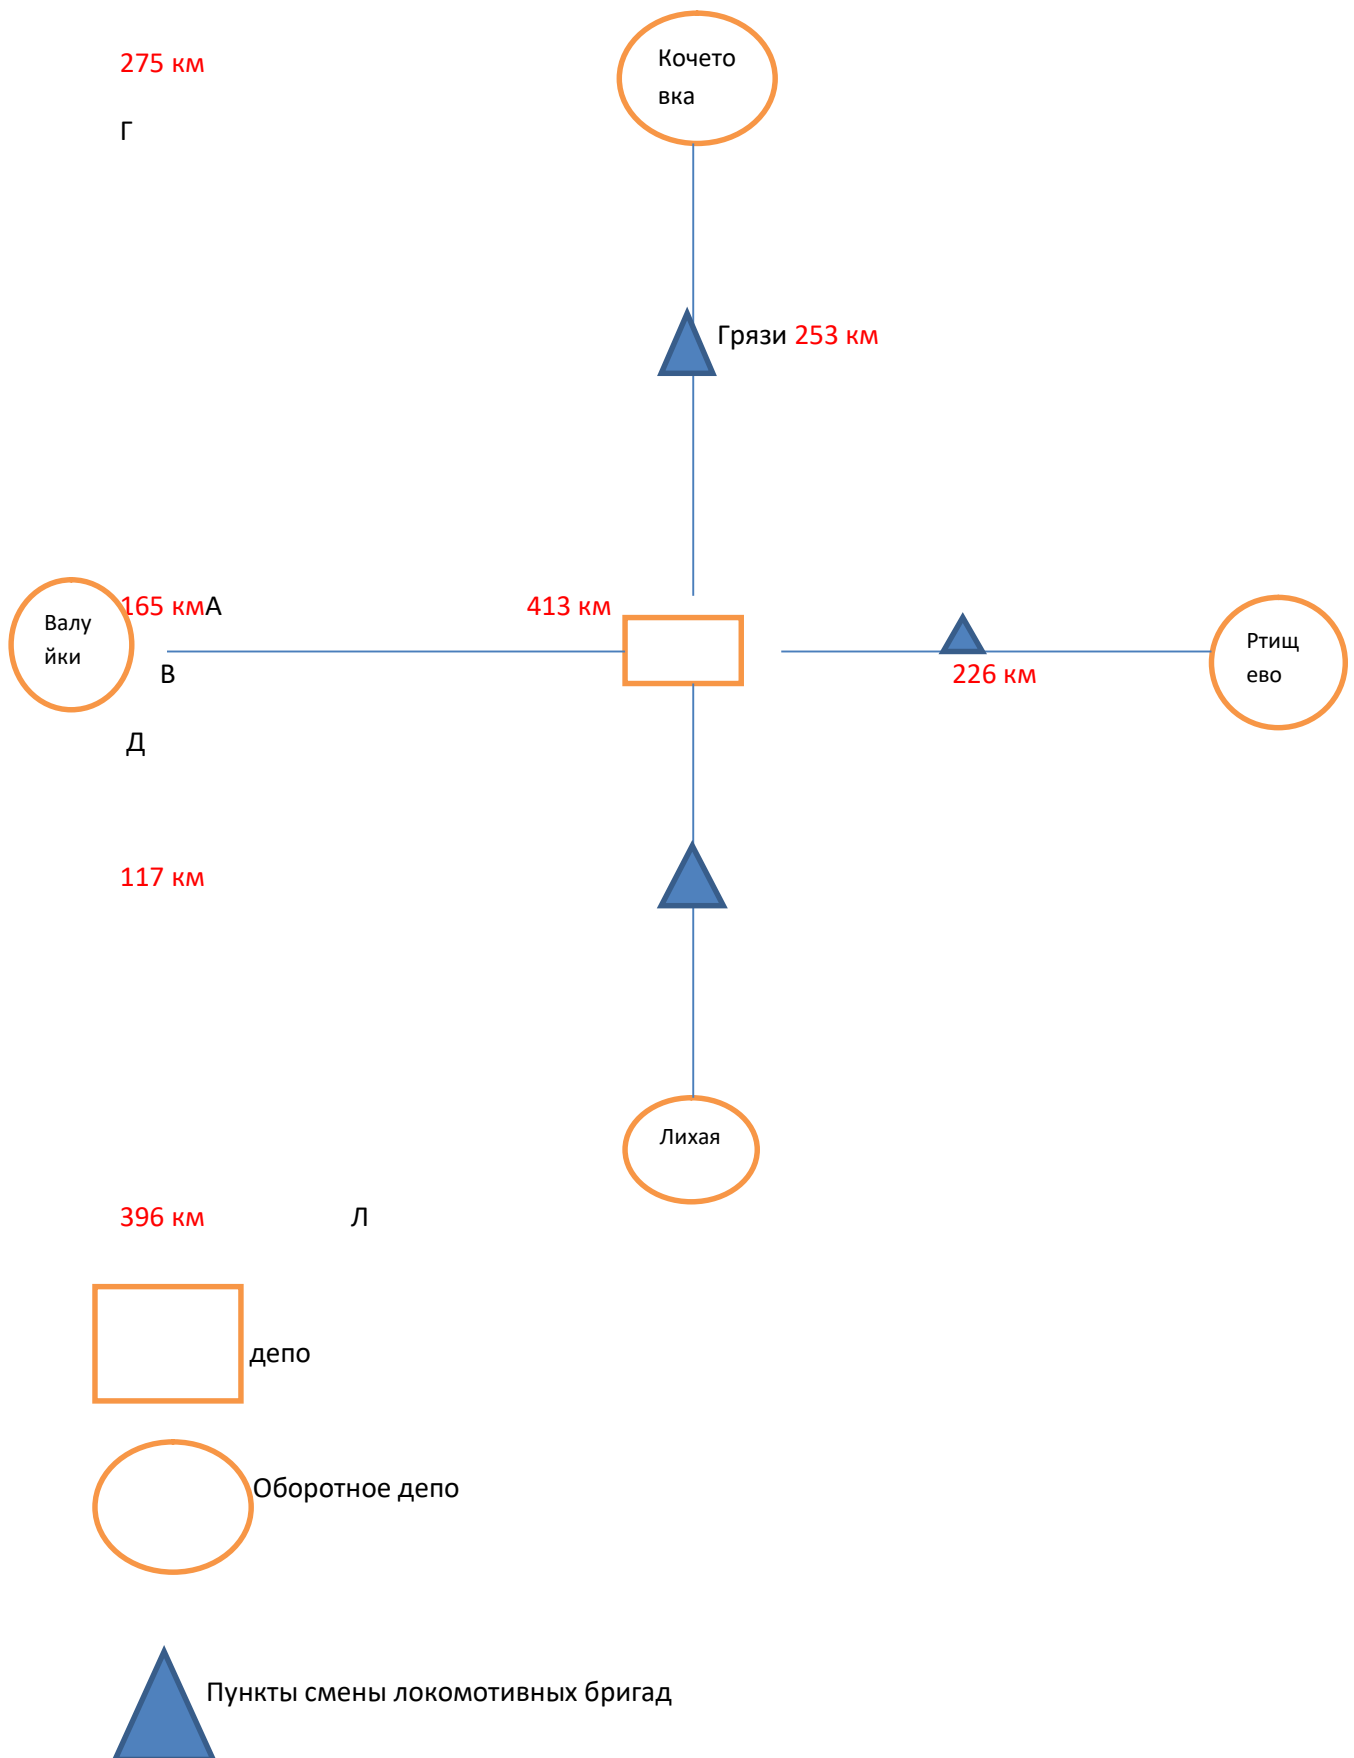 275 км
Кочето
вка
Г
Грязи 253 км
Валу
йки
165 кмА
413 км
В
226 км
Ртищ
ево
Д
117 км
Лихая
396 км
Л
депо
Оборотное депо
Пункты смены локомотивных бригад